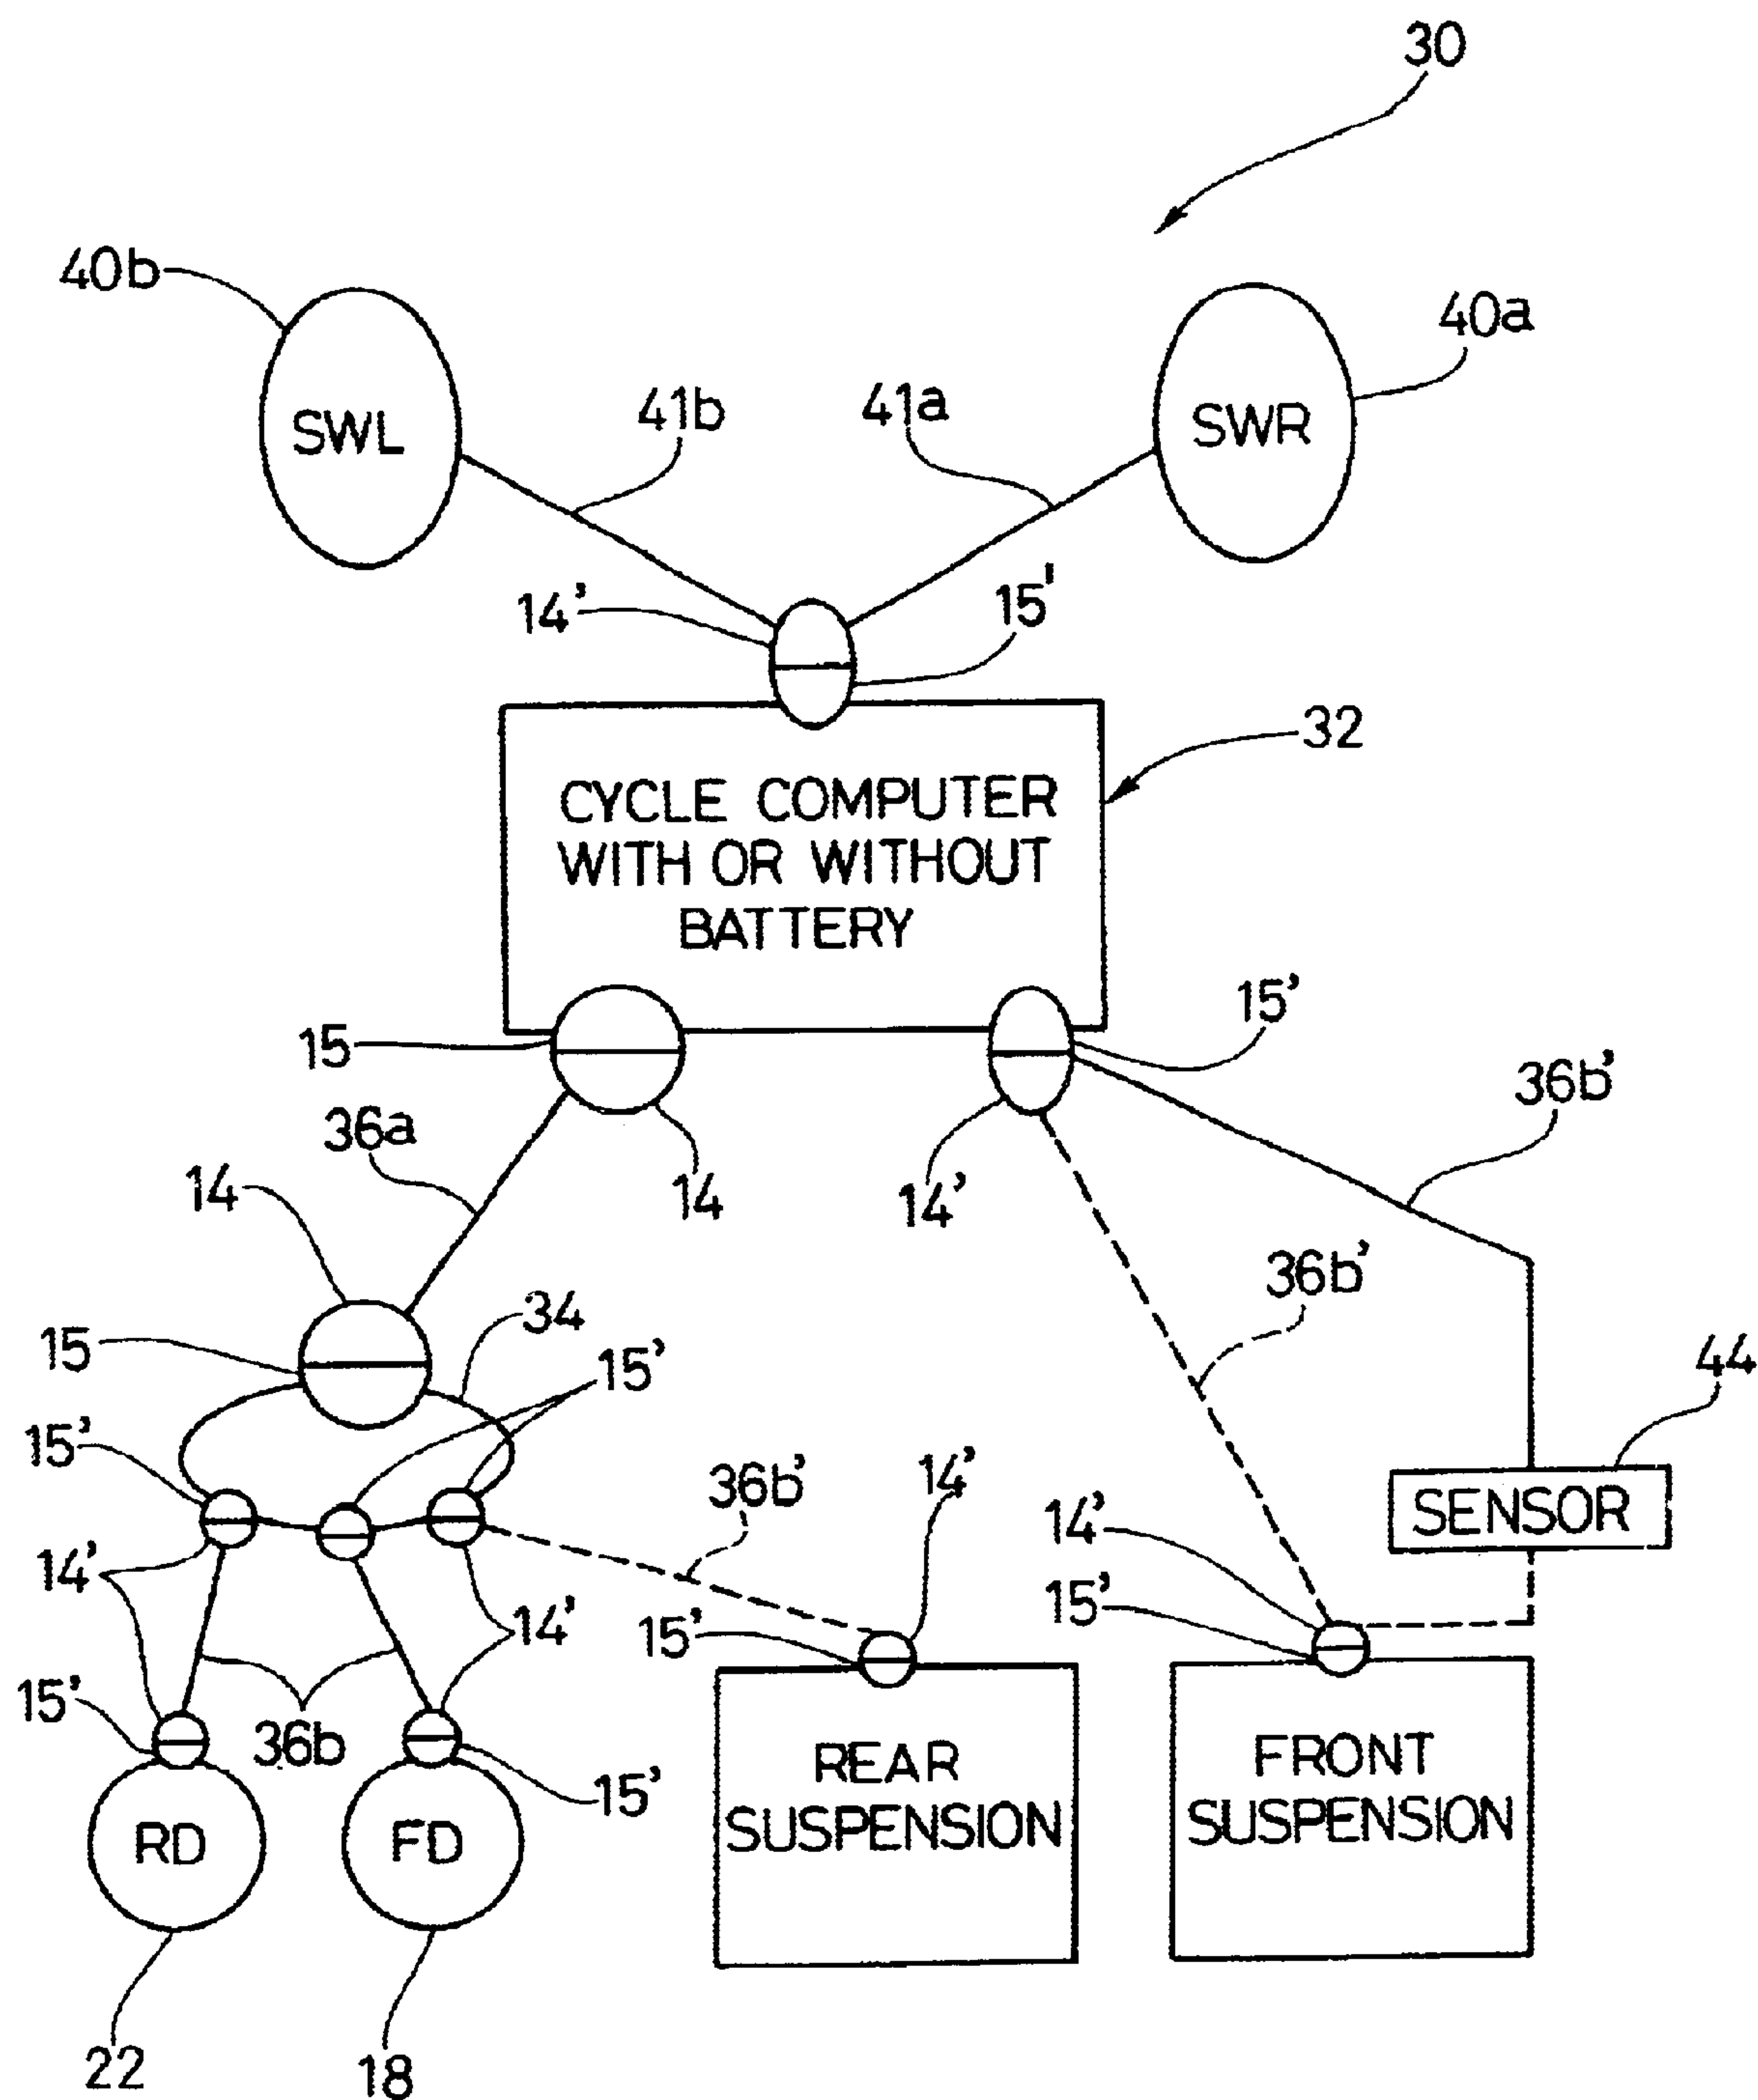 30
40b
40a
SWL
41b
41a
SWR
14'
15'
32
CYCLE COMPUTER
WITH OR WITHOUT
BATTERY
15
15'
36a
14
14'
36b'
14
36b'
15
34
15'
44
15'
36b'
14'
14'
SENSOR
14'
14'
15'
15'
15'
36b
15'
RD
FD
REAR
SUSPENSION
FRONT
SUSPENSION
22
18